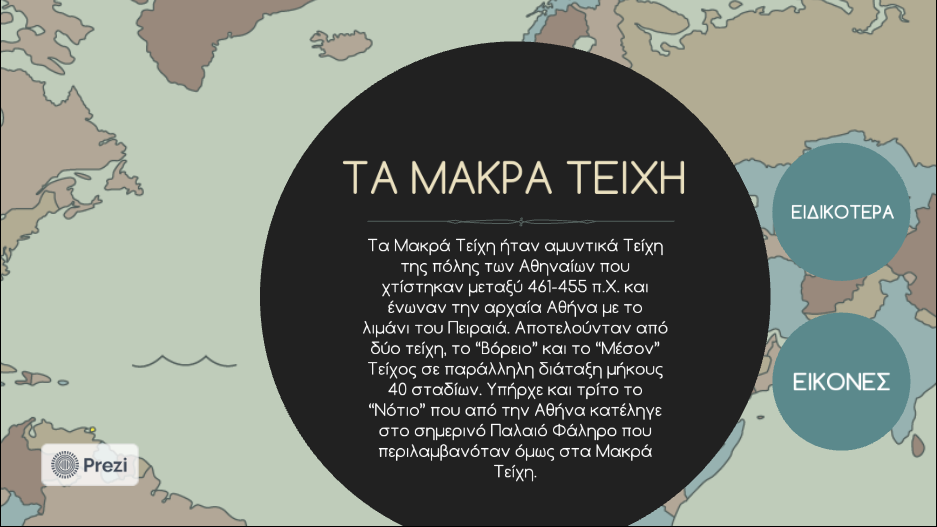 ΤΑ ΜΑΚΡΑ ΤΕΙΧΗ
Τα Μακρά Τείχη ήταν αμυντικά Τείχη
της πόλης των Αθηναίων που
χτίστηκαν μεταξύ 461-455 π.Χ. και
ένωναν την αρχαία Αθήνα με το
λιμάνι του Πειραιά. Αποτελούνταν από
δύο τείχη, το “Βόρειο” και το “Μέσον”
Τείχος σε παράλληλη διάταξη μήκους
40 σταδίων. Υπήρχε και τρίτο το
“Νότιο” που από την Αθήνα κατέληγε
στο σημερινό Παλαιό Φάληρο που
περιλαμβανόταν όμως στα Μακρά
Τείχη.
ΕΙΔΙΚΟΤΕΡΑ
ΕΙΚΟΝΕΣ
Prezi